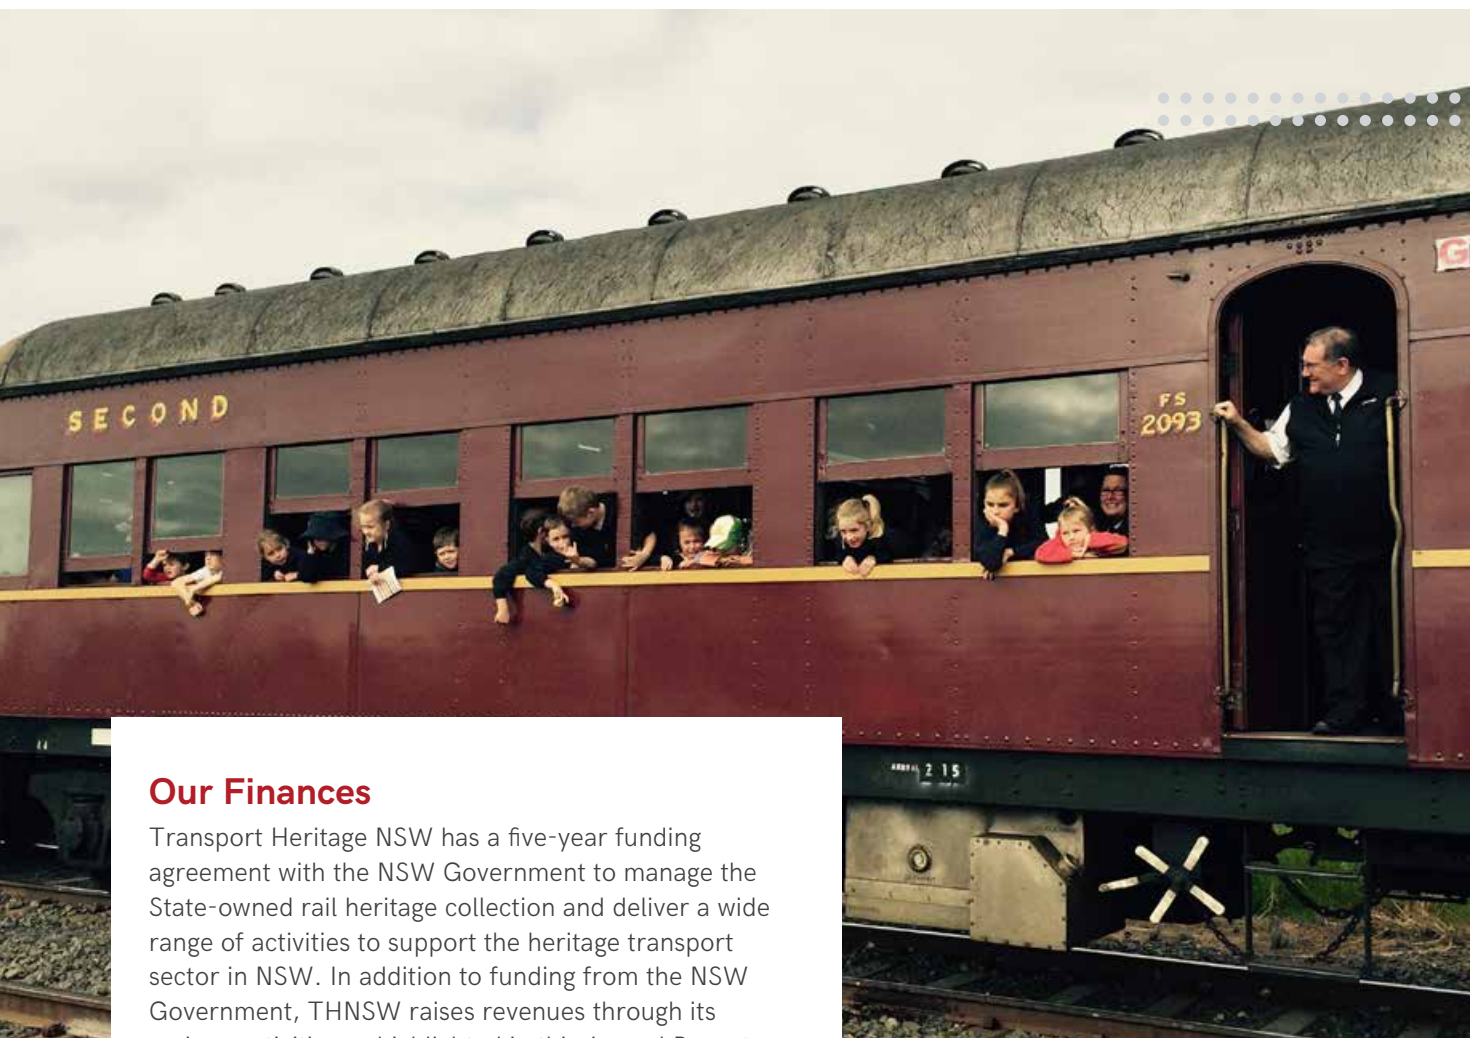 SECOND
FS
2093
G
2 15
Our Finances
Transport Heritage NSW has a five-year funding
agreement with the NSW Government to manage the
State-owned rail heritage collection and deliver a wide
range of activities to support the heritage transport
sector in NSW. In addition to funding from the NSW
Government, THNSW raises revenues through its